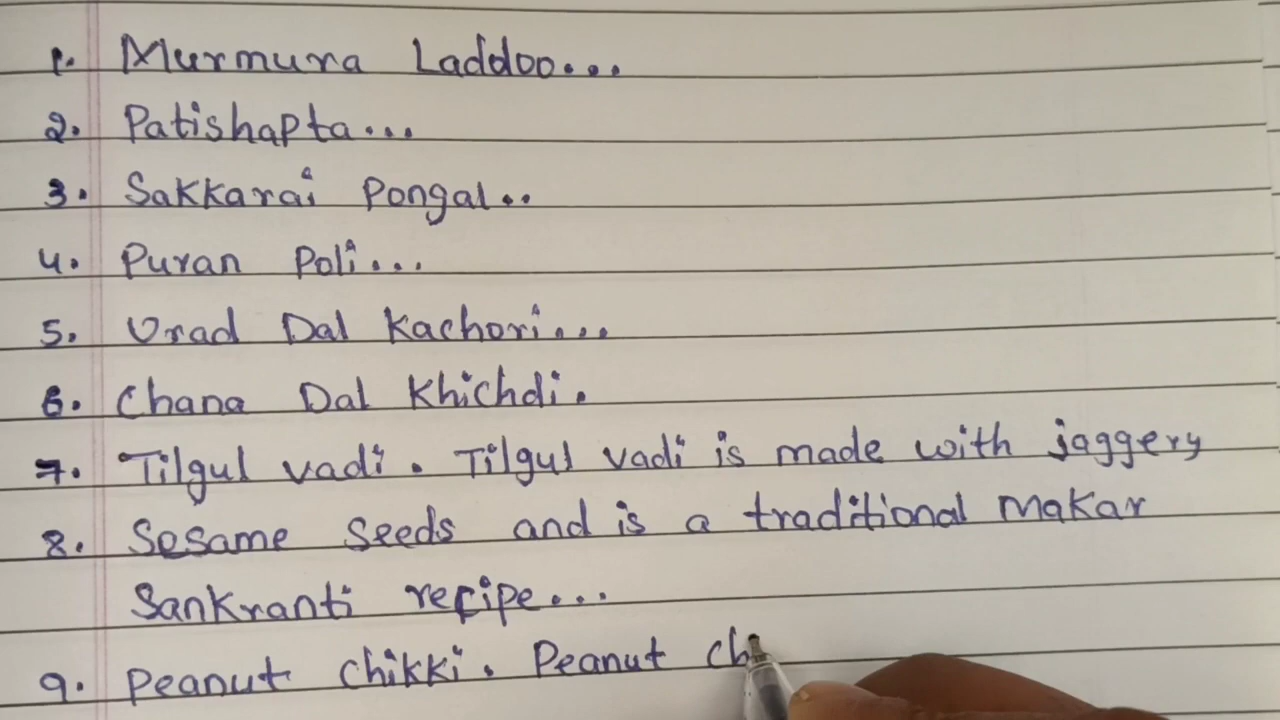 1. Murmura Laddoo...
2. Patishapta...
3. Sakkarai Pongal..
4. Puran Poli...
5. Urad Dal Kachori...
6. Chana Dal Khichdi.
7. Tilgul vadi. Tilgul vadi is made with jaggery
8. Sesame Seeds and is a traditional Makar
Sankranti recipe...
9. Peanut chikki. Peanut ch